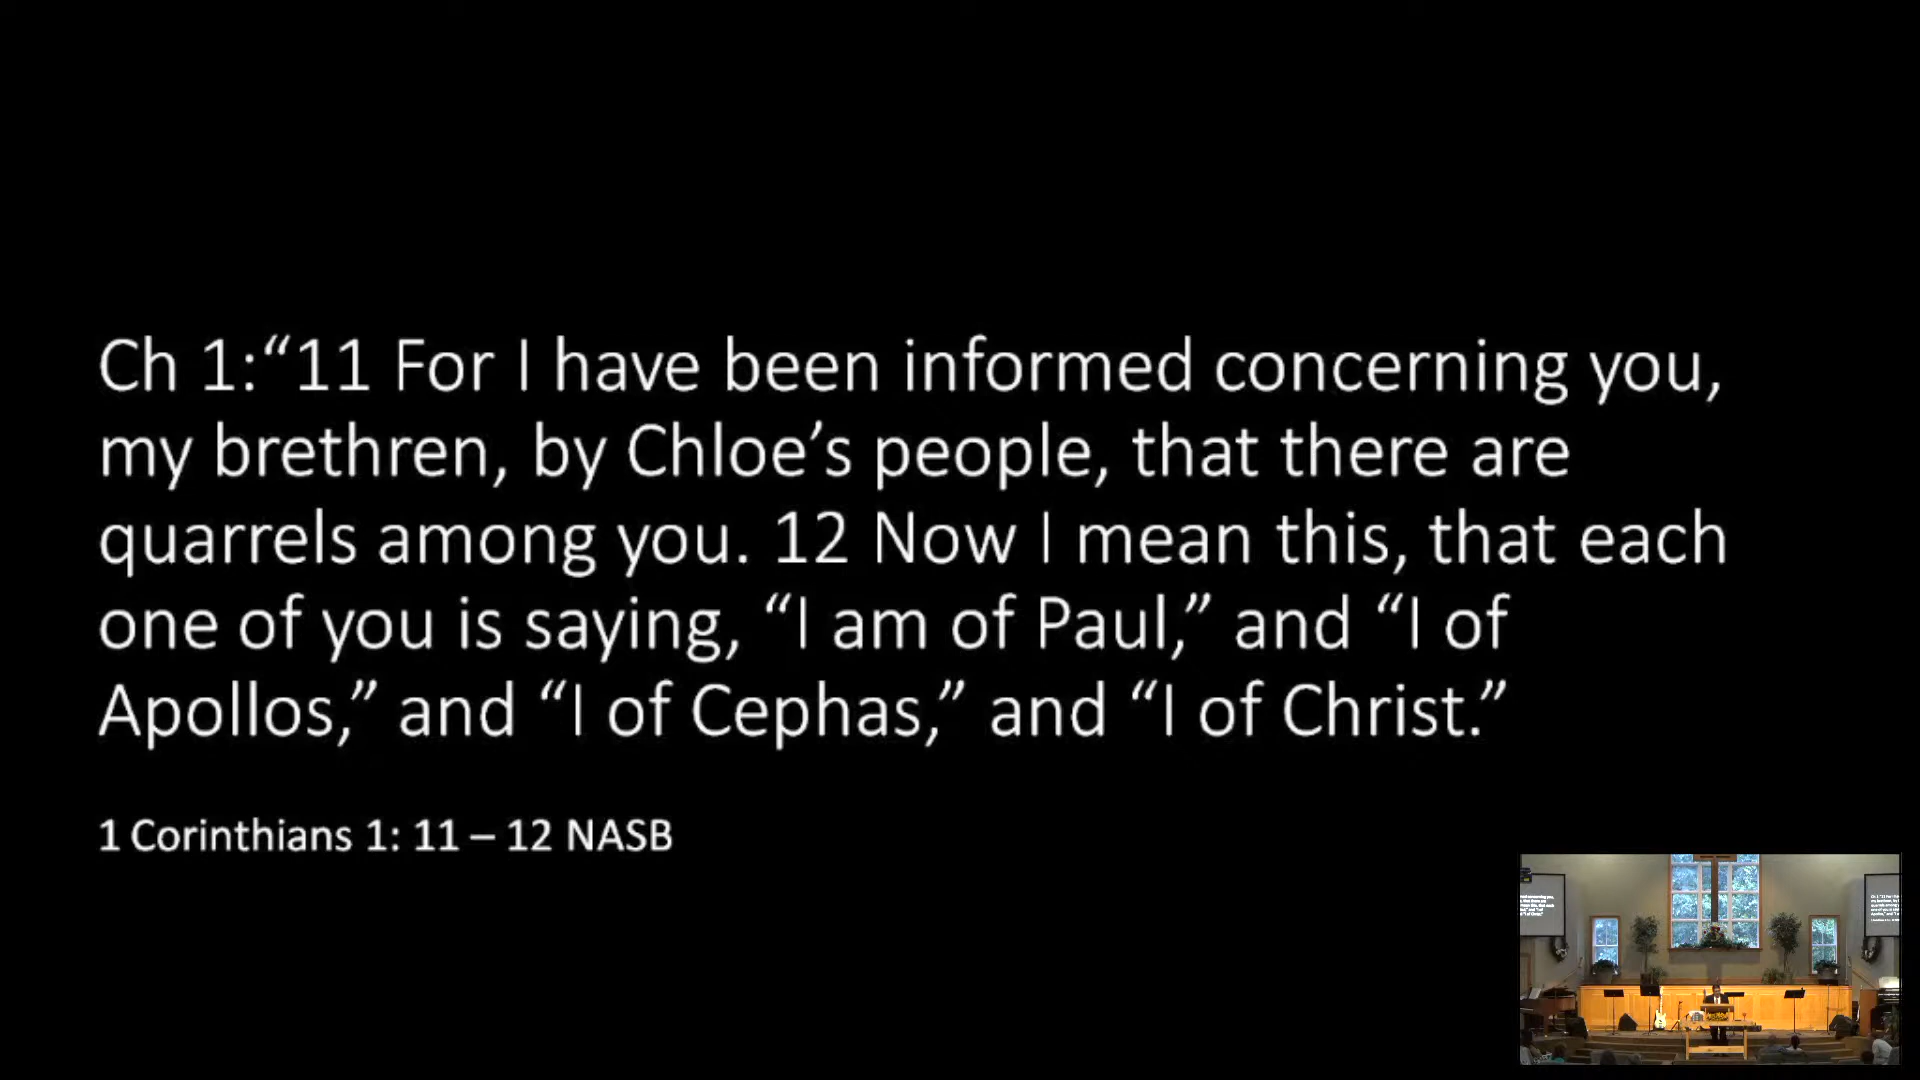 Ch 1:“11 For I have been informed concerning you,
my brethren, by Chloe’s people, that there are
quarrels among you. 12 Now I mean this, that each
one of you is saying, “I am of Paul,” and “I of
Apollos,” and “I of Cephas,” and “I of Christ.”
1 Corinthians 1: 11 – 12 NASB